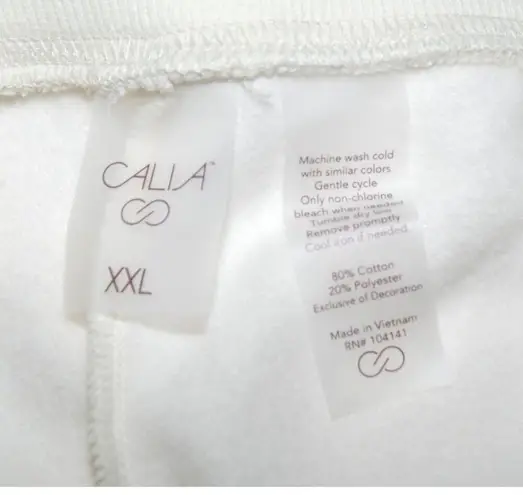 CALIA™
XXL
Machine wash cold
with similar colors
Gentle cycle
Only non-chlorine
bleach when needed
Tumble dry low
Remove promptly
Cool iron if needed
80% Cotton
20% Polyester
Exclusive of Decoration
Made in Vietnam
RN# 104141